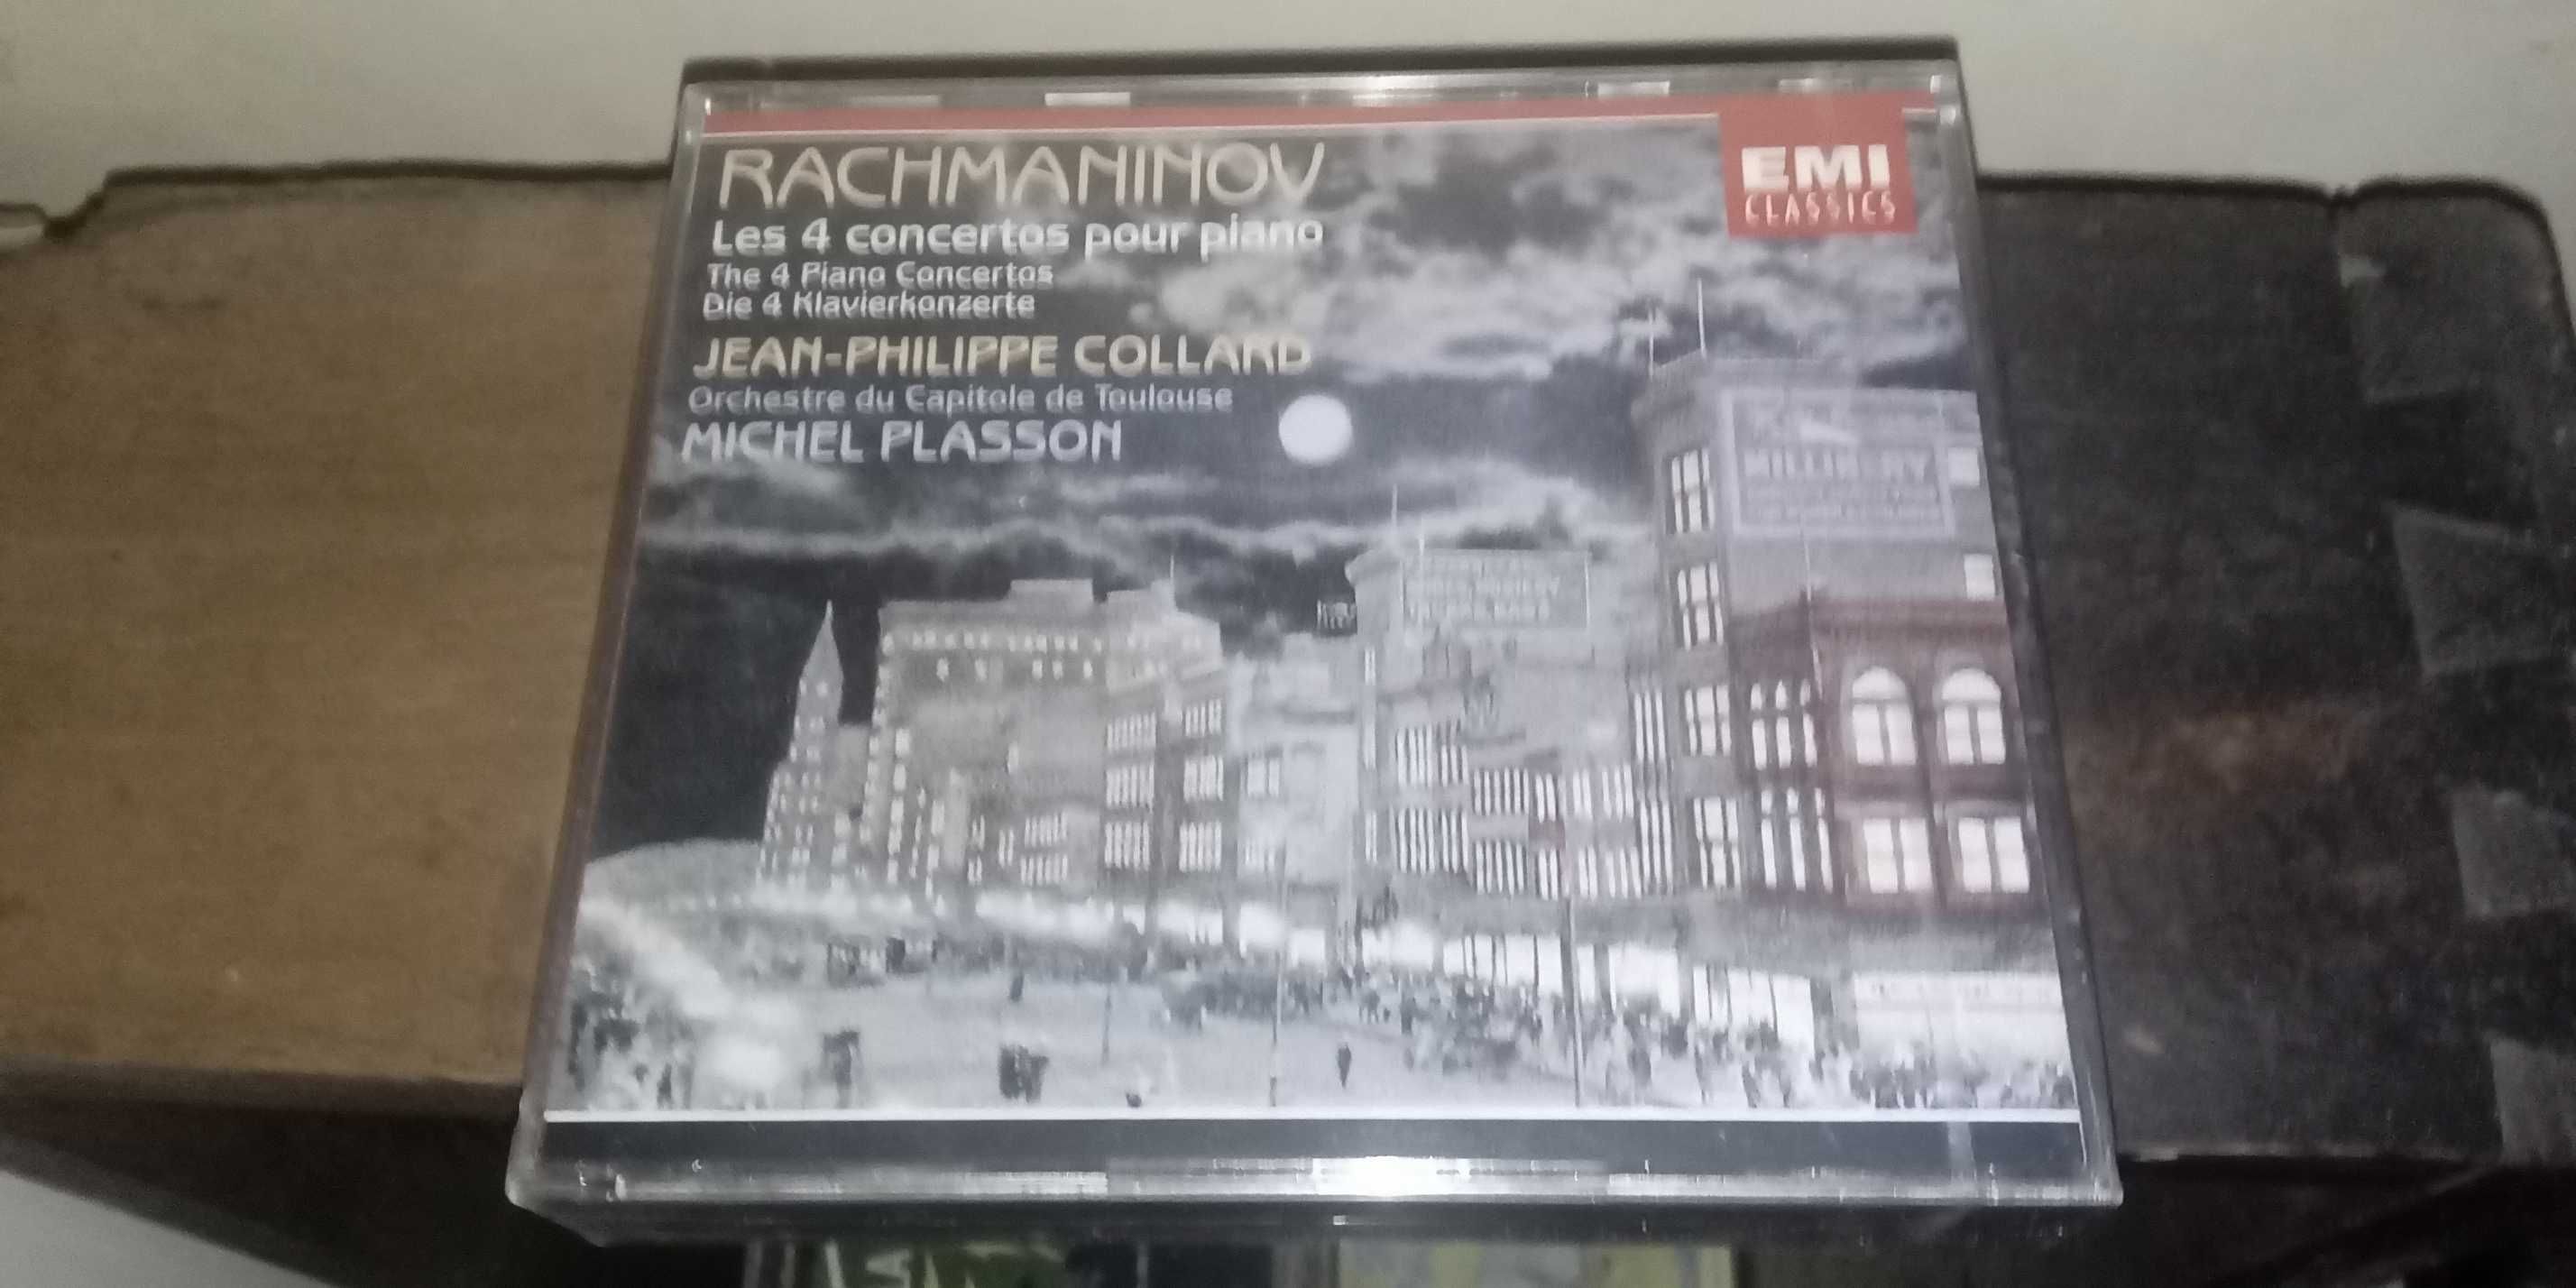 RACHMANINOV
Les 4 concertos pour piano
The 4 Piano Concertos
Die 4 Klavierkonzerte
JEAN-PHILIPPE COLLARD
Orchestre du Capitole de Toulouse
MICHEL PLASSON
EMI
CLASSICS
MILLINERY